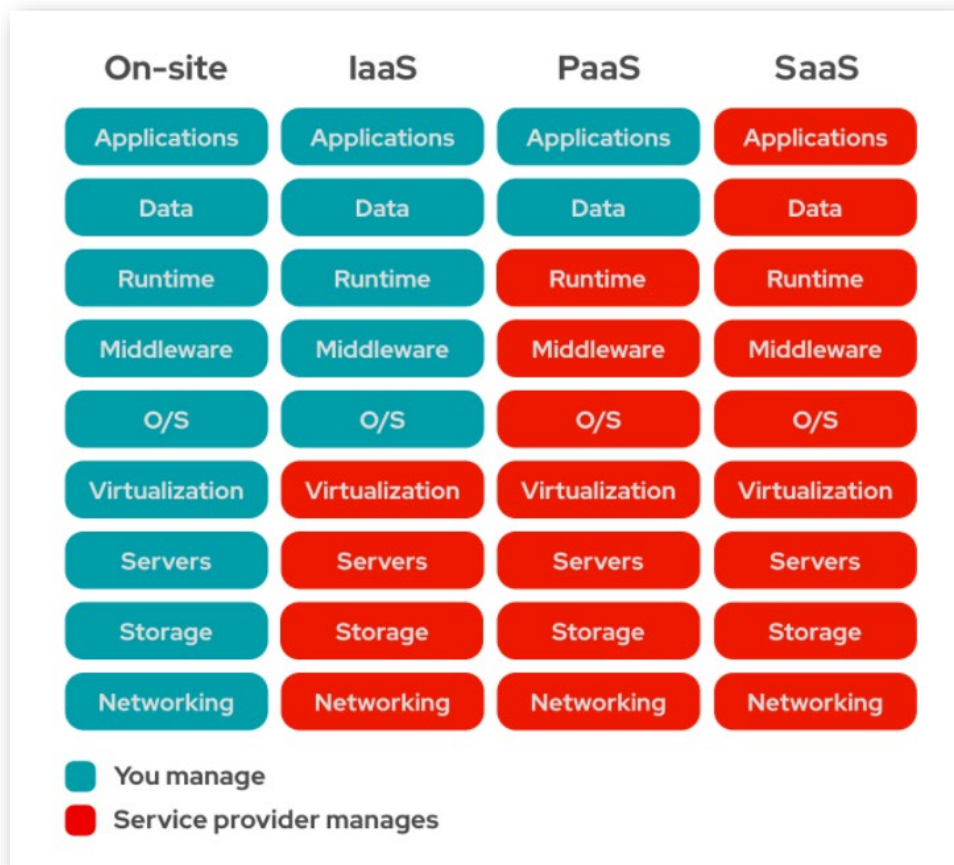 On-site IaaS PaaS SaaS
Applications Applications Applications Applications
Data Data Data Data
Runtime Runtime Runtime Runtime
Middleware Middleware Middleware Middleware
O/S O/S O/S O/S
Virtualization Virtualization Virtualization Virtualization
Servers Servers Servers Servers
Storage Storage Storage Storage
Networking Networking Networking Networking
You manage
Service provider manages